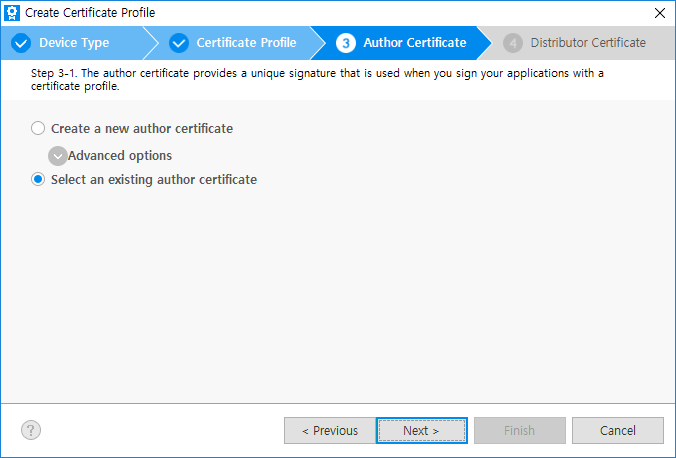 Create Certificate Profile
Device Type
Certificate Profile
3 Author Certificate
4 Distributor Certificate
Step 3-1. The author certificate provides a unique signature that is used when you sign your applications with a
certificate profile.
Create a new author certificate
Advanced options
Select an existing author certificate
?
< Previous
Next >
Finish
Cancel